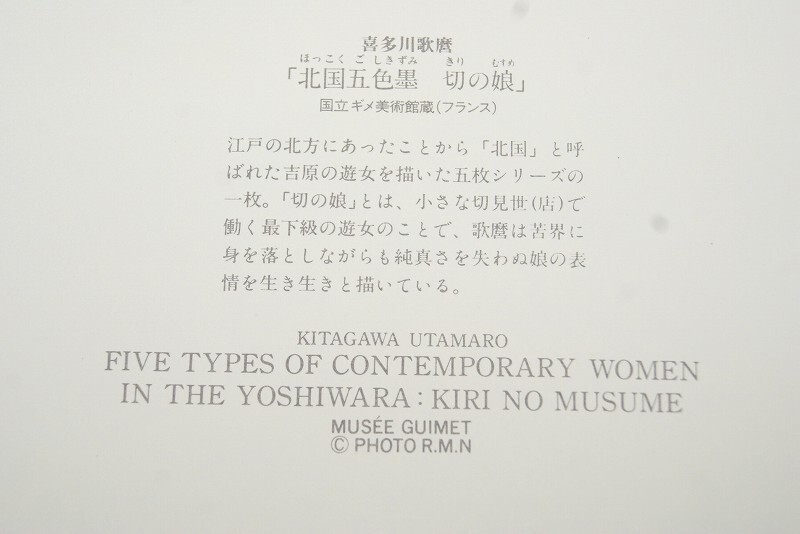 喜多川歌麿
ほっこく ご しきずみ きり むすめ
「北国五色墨 切の娘」
国立ギメ美術館蔵(フランス)
江戸の北方にあったことから「北国」と呼
ばれた吉原の遊女を描いた五枚シリーズの
一枚。「切の娘」とは、小さな切見世(店)で
働く最下級の遊女のことで、歌麿は苦界に
身を落としながらも純真さを失わぬ娘の表
情を生き生きと描いている。
KITAGAWA UTAMARO
FIVE TYPES OF CONTEMPORARY WOMEN
IN THE YOSHIWARA : KIRI NO MUSUME
MUSÉE GUIMET
© PHOTO R.M.N